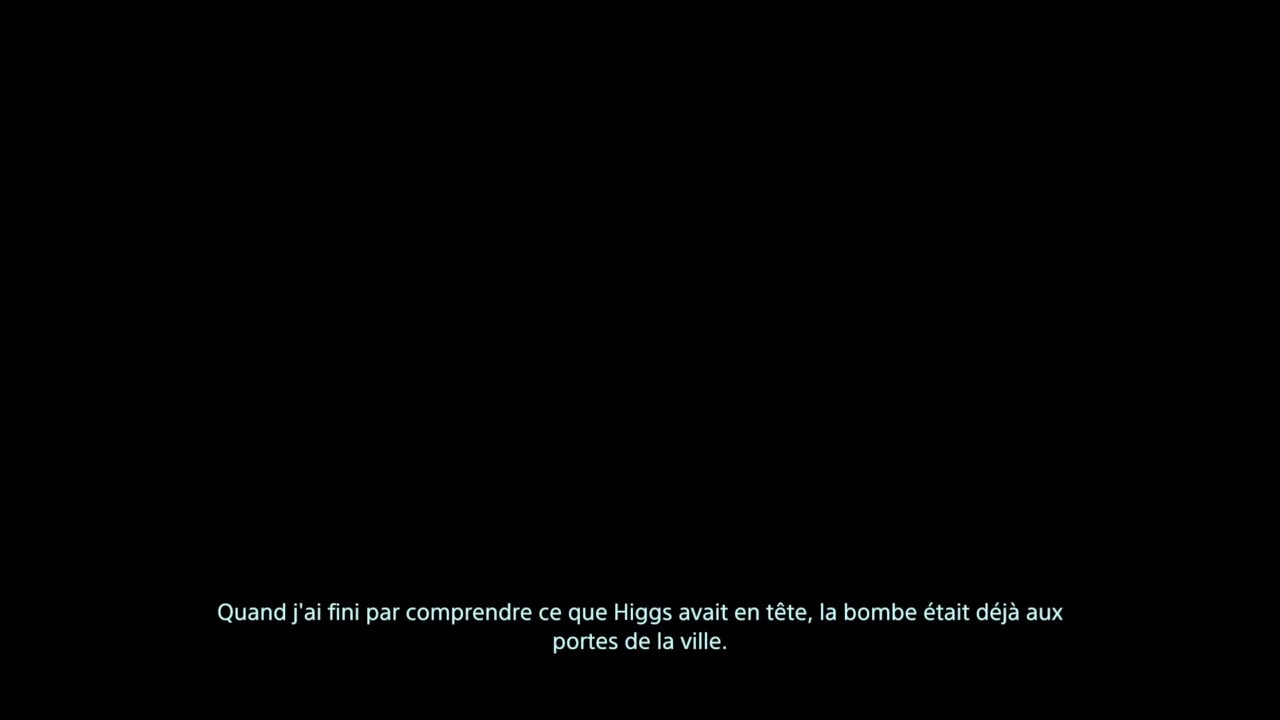 Quand j'ai fini par comprendre ce que Higgs avait en tête, la bombe était déjà aux
portes de la ville.